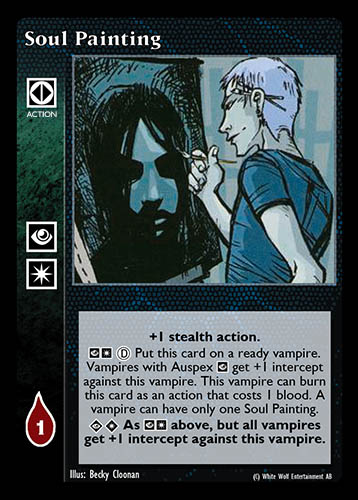 Soul Painting
ACTION
+1 stealth action.
D Put this card on a ready vampire.
Vampires with Auspex get +1 intercept
against this vampire. This vampire can burn
this card as an action that costs 1 blood. A
vampire can have only one Soul Painting.
As above, but all vampires
get +1 intercept against this vampire.
1
Illus: Becky Cloonan
(C) White Wolf Entertainment AB